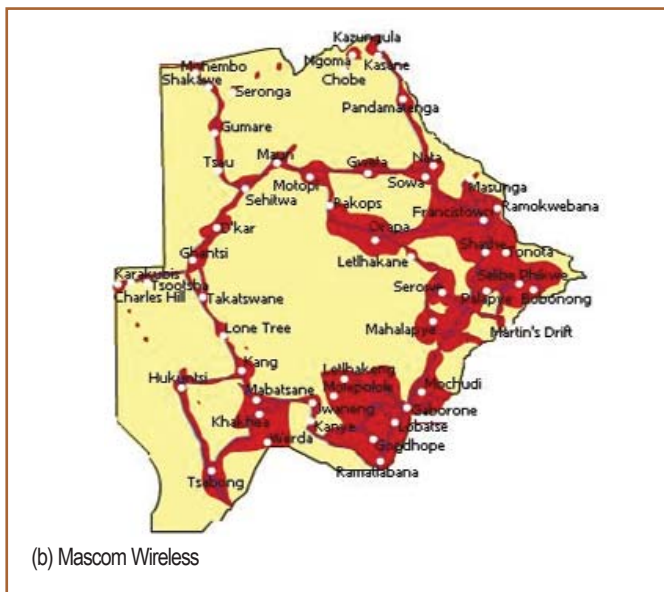 Kazungula
Ngoma
Kasane
Mohembo
Chobe
Shakawe
Seronga
Pandamatenga
Gumare
Maun
Gweta
Nata
Tsau
Motopi
Sowa
Masunga
Sehitwa
Rakops
Francistown
Ramokwebana
D'kar
Orapa
Shashe
Tonota
Ghantsi
Letlhakane
Karakubis
Tsootsha
Selibe Phikwe
Charles Hill
Takatswane
Serowe
Palapye
Bobonong
Lone Tree
Mahalapye
Martin's Drift
Kang
Letlhakeng
Hukuntsi
Mabatsane
Molepolole
Mochudi
Jwaneng
Khakhea
Kanye
Gaborone
Lobatse
Werda
Goodhope
Ramatlabana
Tsabong
(b) Mascom Wireless